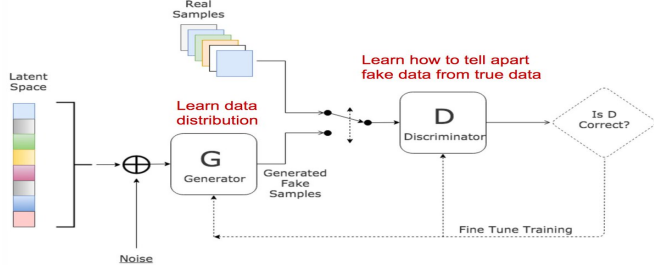 Real
Samples
Learn how to tell apart
fake data from true data
Latent
Space
Learn data
distribution
D
Discriminator
Is D
Correct?
G
Generator
Generated
Fake
Samples
Fine Tune Training
Noise